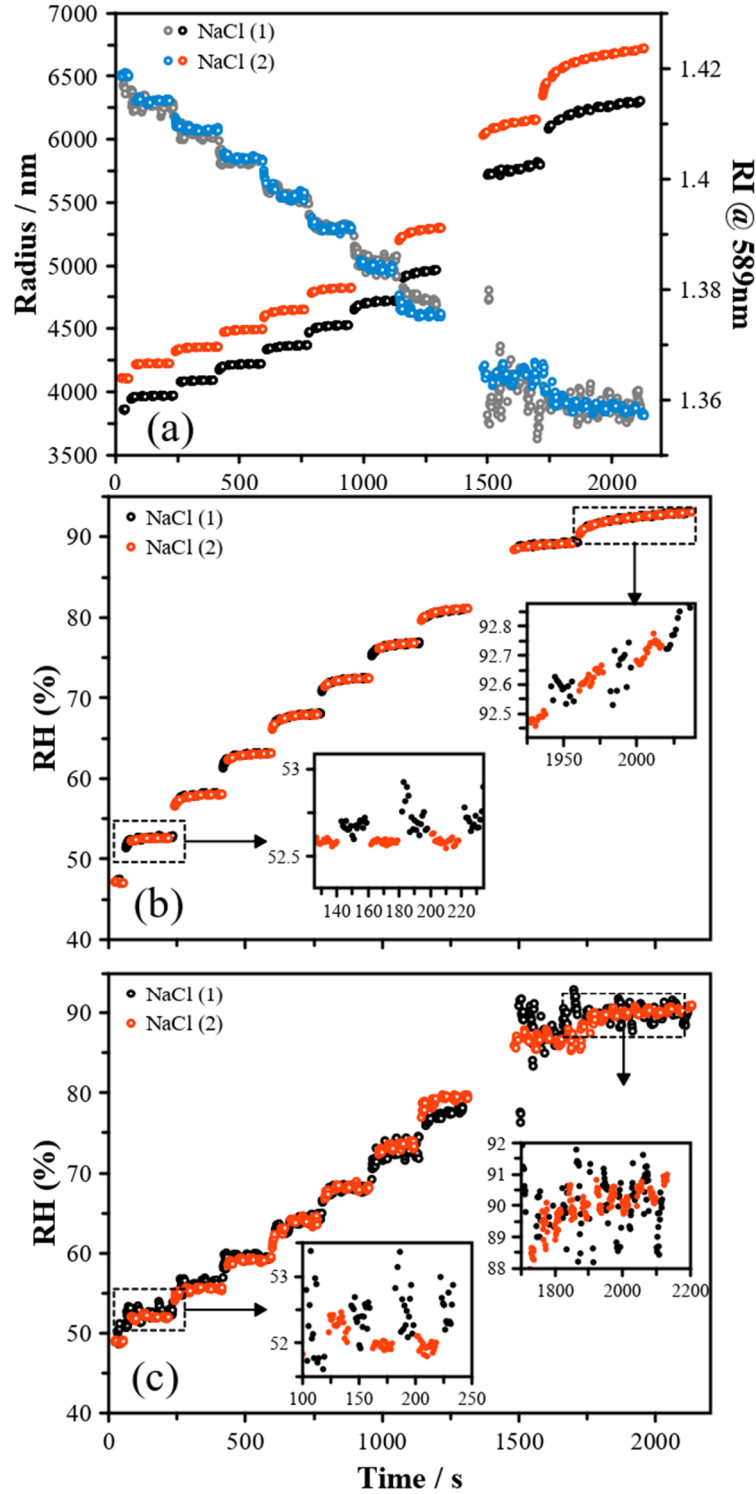 7000
6500
6000
5500
5000
4500
4000
3500
Radius / nm
NaCl (1)
NaCl (2)
1.42
1.4
1.38
1.36
RI @ 589nm
(a)
0 500 1000 1500 2000
90
80
70
60
50
40
RH (%)
NaCl (1)
NaCl (2)
92.8
92.7
92.6
92.5
1950 2000
53
52.5
140 160 180 200 220
(b)
90
80
70
60
50
40
RH (%)
NaCl (1)
NaCl (2)
92
91
90
89
88
1800 2000 2200
53
52
100 150 200 250
(c)
0 500 1000 1500 2000
Time / s